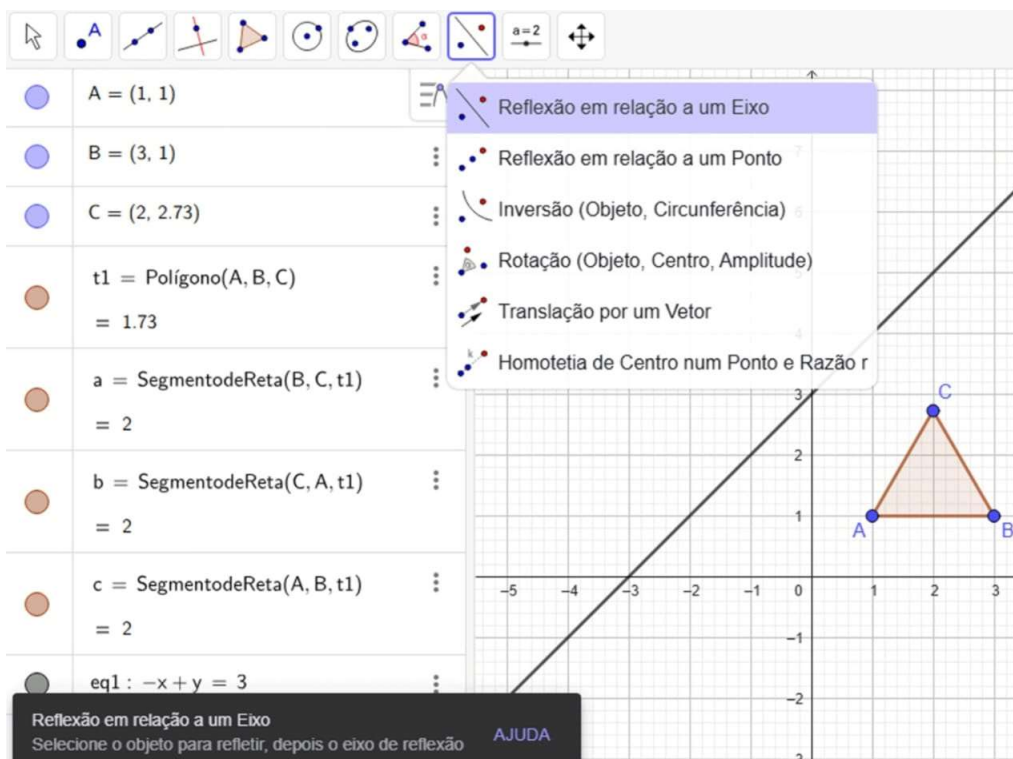 A
α
a=2
A = (1, 1)
B = (3, 1)
C = (2, 2.73)
t1 = Polígono(A, B, C)
= 1.73
a = SegmentodeReta(B, C, t1)
= 2
b = SegmentodeReta(C, A, t1)
= 2
c = SegmentodeReta(A, B, t1)
= 2
eq1 : −x + y = 3
Reflexão em relação a um Eixo
Selecione o objeto para refletir, depois o eixo de reflexão
AJUDA
Reflexão em relação a um Eixo
Reflexão em relação a um Ponto
Inversão (Objeto, Circunferência)
Rotação (Objeto, Centro, Amplitude)
Translação por um Vetor
k
Homotetia de Centro num Ponto e Razão r
7
6
5
4
3
2
1
−5 −4 −3 −2 −1 0 1 2 3
−1
−2
C
A
B